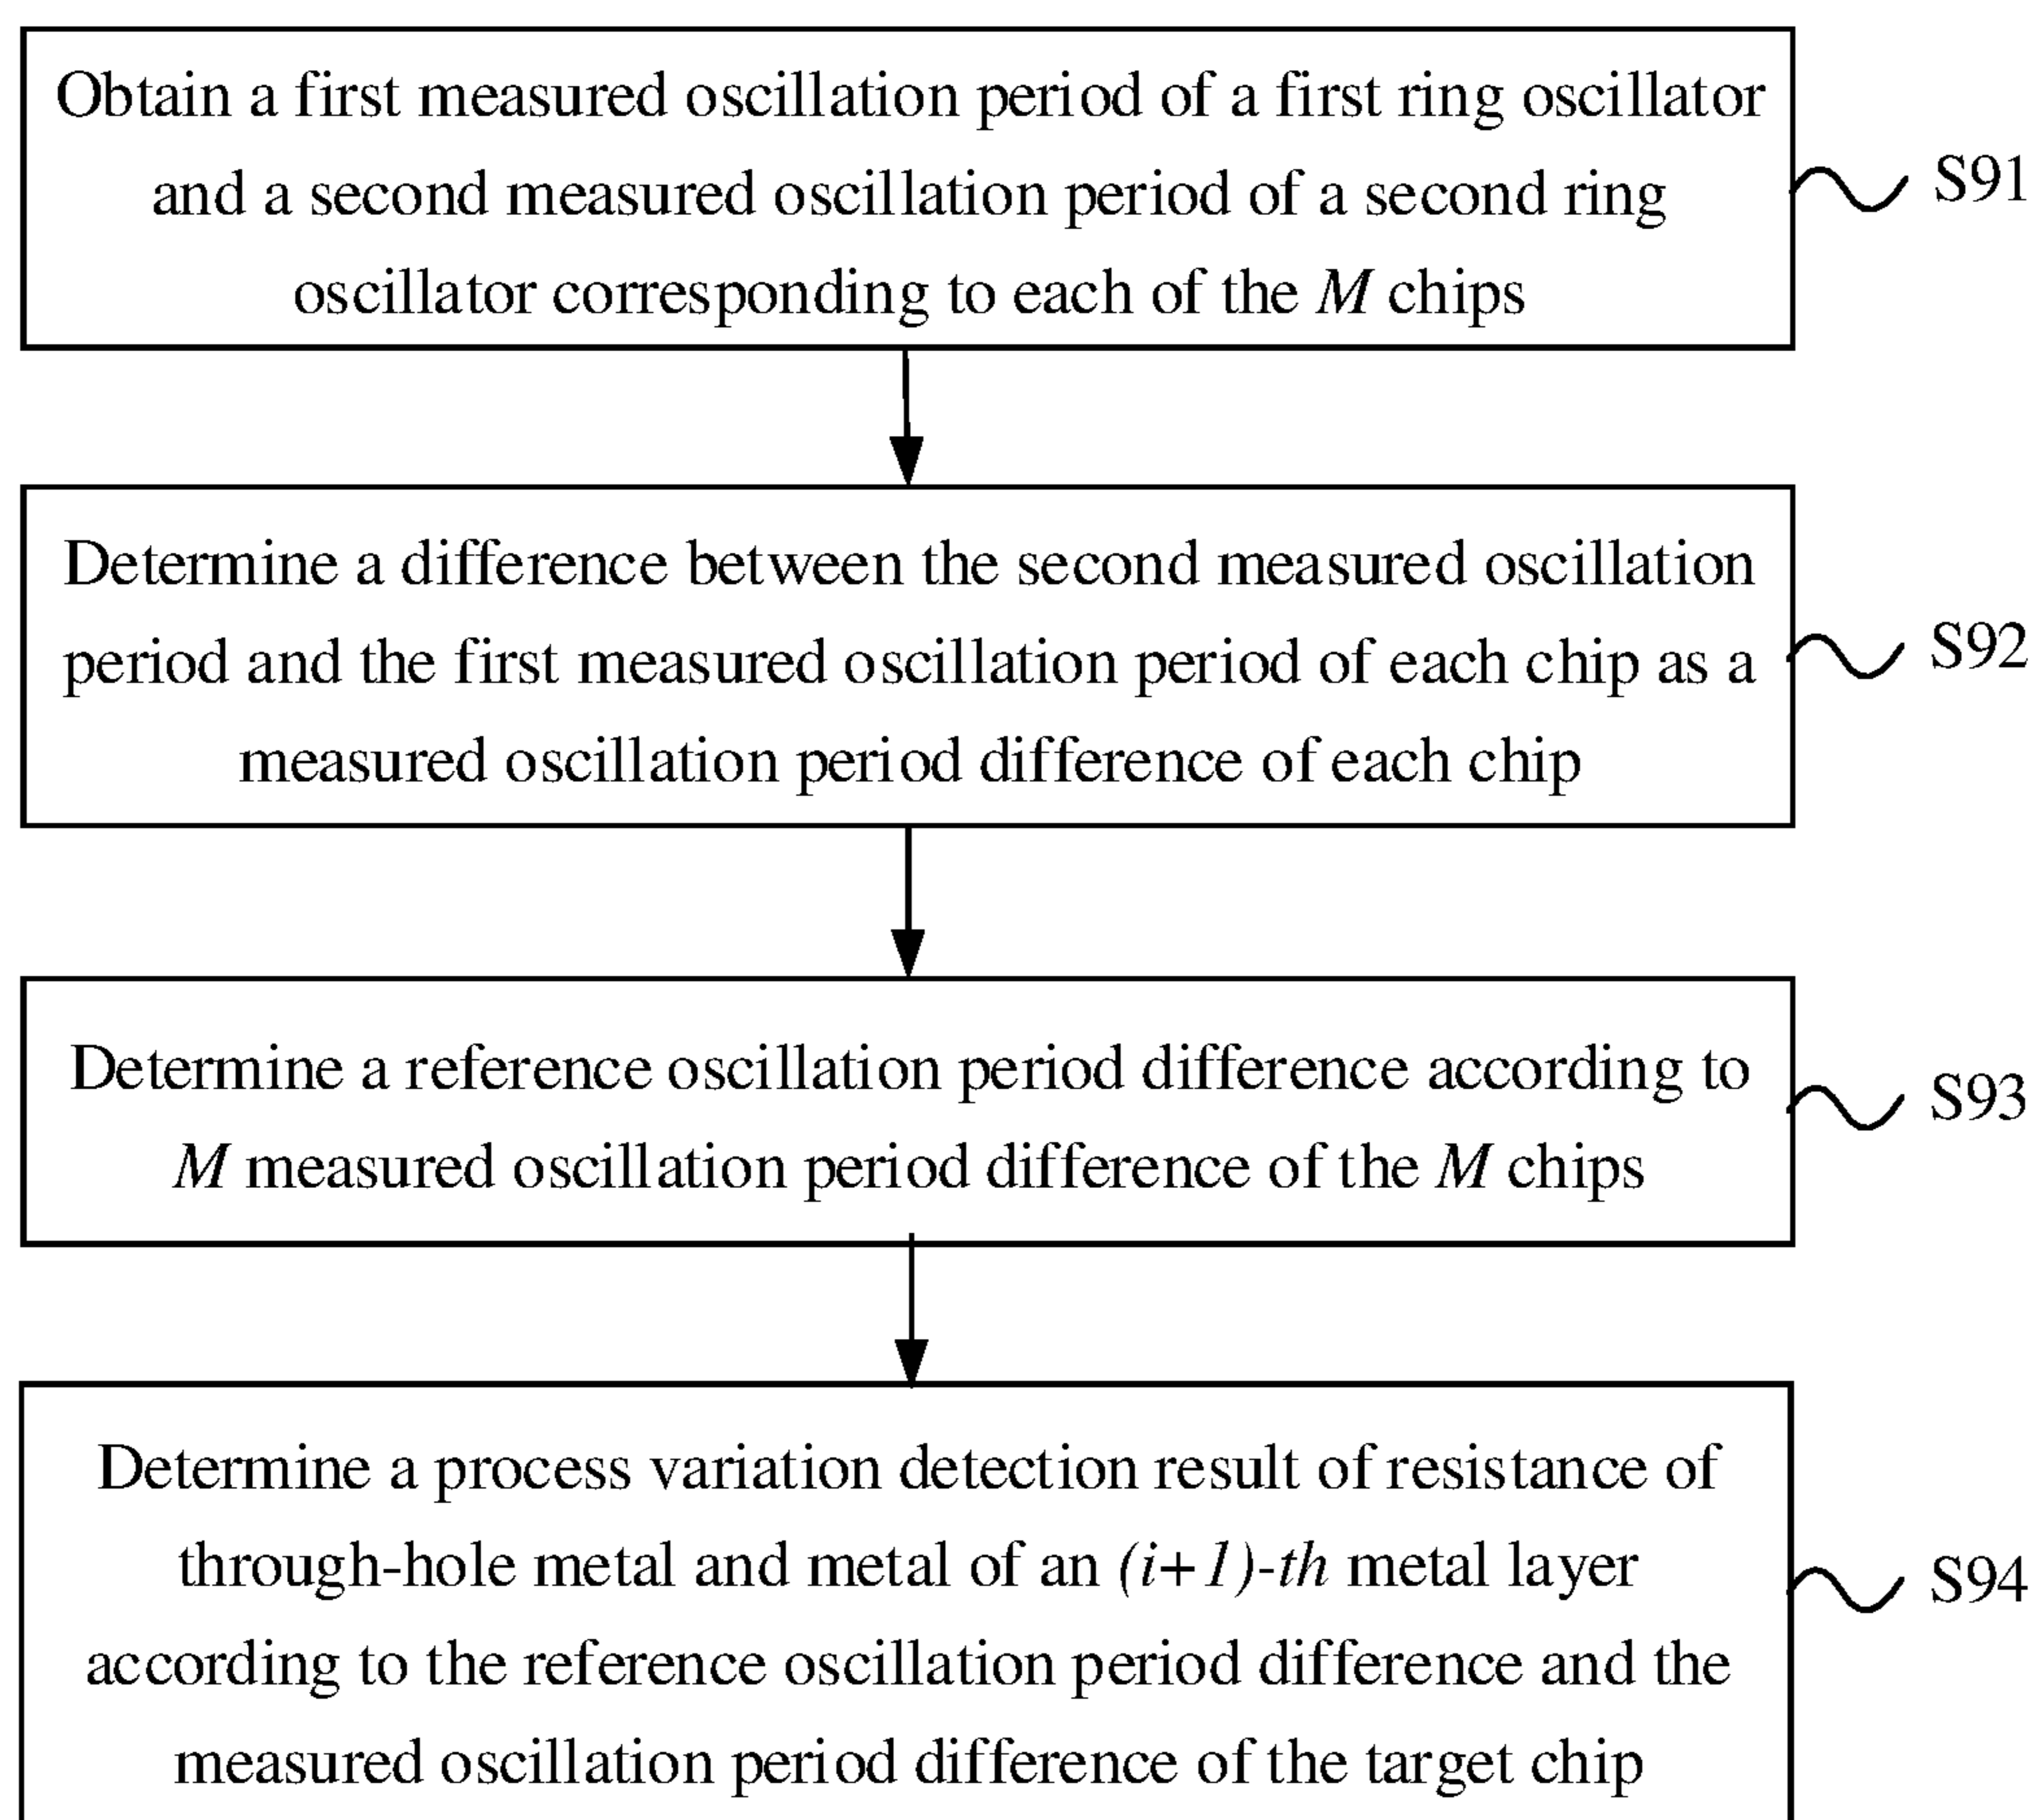 Obtain a first measured oscillation period of a first ring oscillator
and a second measured oscillation period of a second ring
oscillator corresponding to each of the M chips
S91
Determine a difference between the second measured oscillation
period and the first measured oscillation period of each chip as a
measured oscillation period difference of each chip
S92
Determine a reference oscillation period difference according to
M measured oscillation period difference of the M chips
S93
Determine a process variation detection result of resistance of
through-hole metal and metal of an (i+1)-th metal layer
according to the reference oscillation period difference and the
measured oscillation period difference of the target chip
S94